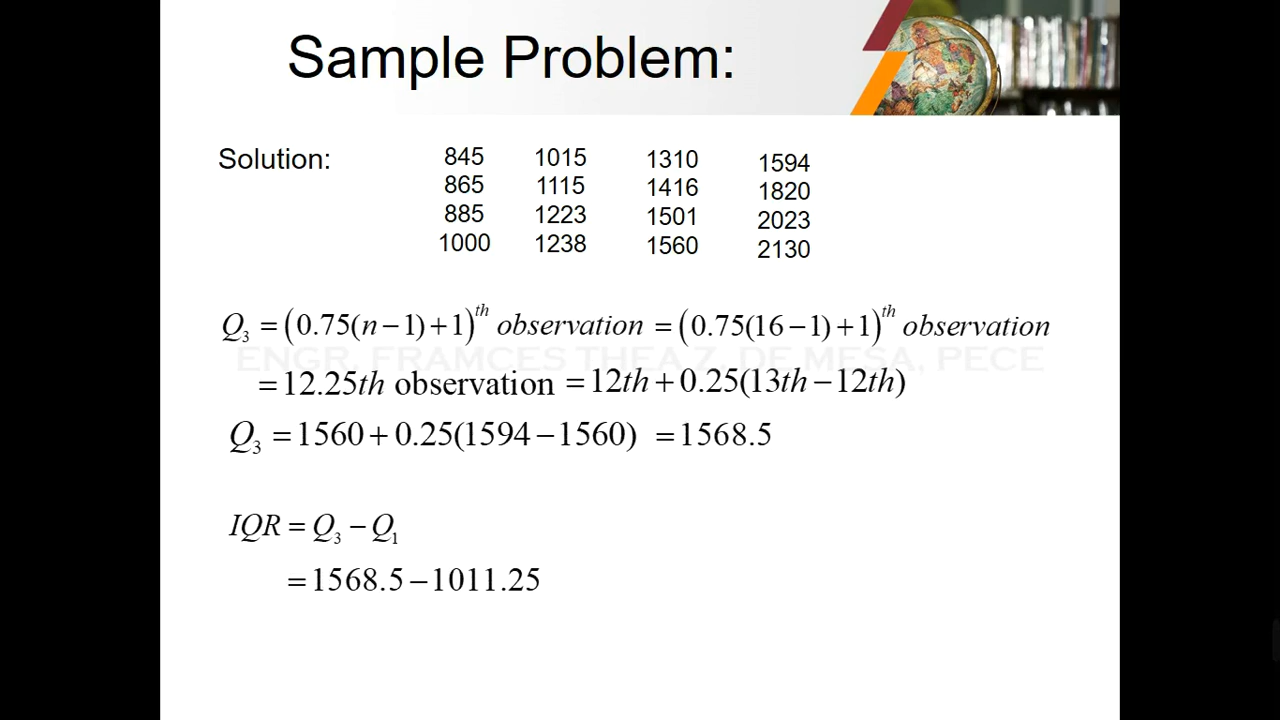 Sample Problem:
Solution:
845 1015 1310 1594
865 1115 1416 1820
885 1223 1501 2023
1000 1238 1560 2130
Q₃ = (0.75(n − 1) + 1)ᵗʰ observation = (0.75(16 − 1) + 1)ᵗʰ observation
ENGR. FRAMCES THEA Z. DE MESA, PECE
= 12.25th observation = 12th + 0.25(13th − 12th)
Q₃ = 1560 + 0.25(1594 − 1560) = 1568.5
IQR = Q₃ − Q₁
= 1568.5 − 1011.25